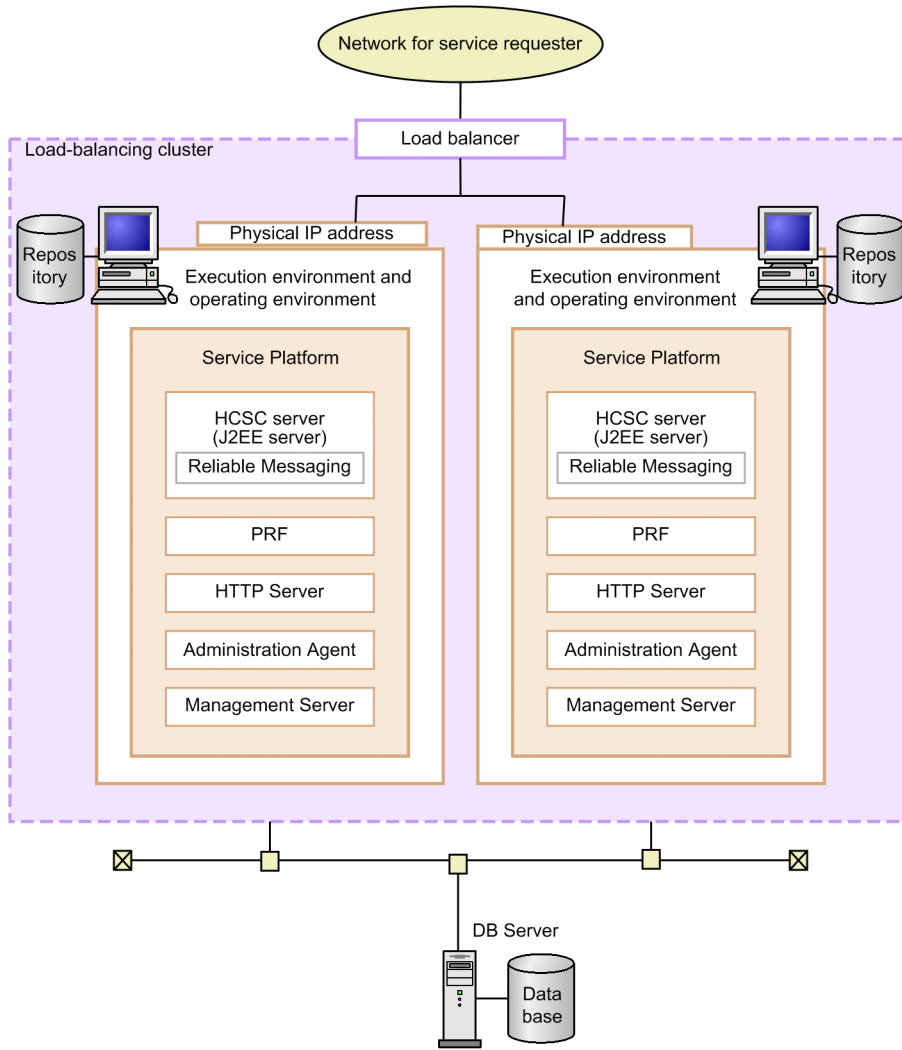 Network for service requester
Load balancer
Load-balancing cluster
Physical IP address
Physical IP address
Repos
itory
Execution environment and
operating environment
Execution environment
and operating environment
Repos
itory
Service Platform
HCSC server
(J2EE server)
Reliable Messaging
PRF
HTTP Server
Administration Agent
Management Server
Service Platform
HCSC server
(J2EE server)
Reliable Messaging
PRF
HTTP Server
Administration Agent
Management Server
DB Server
Data
base